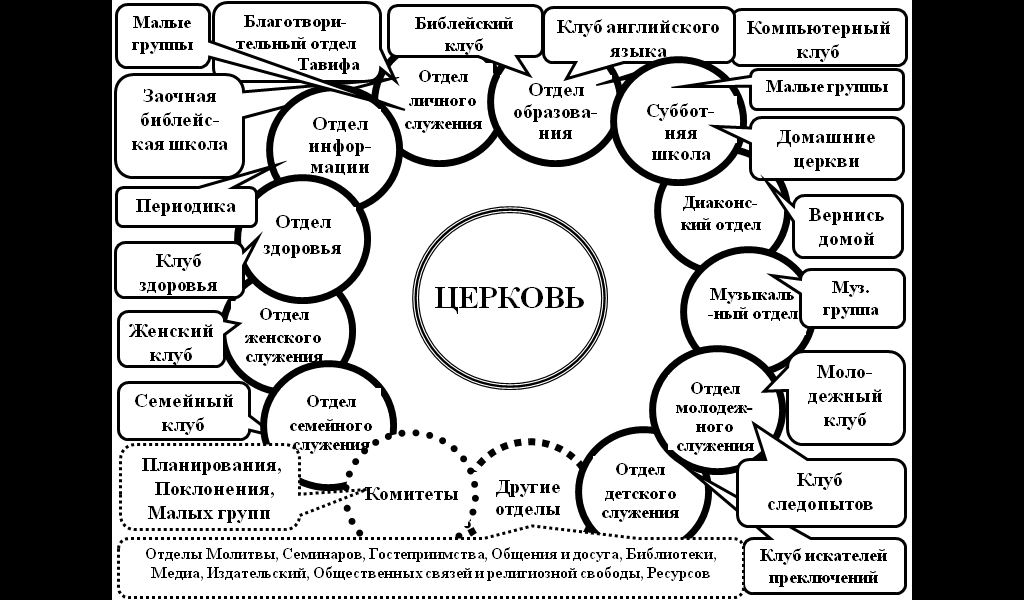 Малые
группы
Благотвори-
тельный отдел
Тавифа
Библейский
клуб
Клуб английского
языка
Компьютерный
клуб
Заочная
библейс-
кая школа
Отдел
личного
служения
Отдел
образова-
ния
Суббот-
няя
школа
Малые группы
Домашние
церкви
Отдел
инфор-
мации
Периодика
Диаконс-
кий отдел
Вернись
домой
Отдел
здоровья
Клуб
здоровья
ЦЕРКОВЬ
Музыкаль
-ный отдел
Муз.
группа
Женский
клуб
Отдел
женского
служения
Отдел
молодеж-
ного
служения
Моло-
дежный
клуб
Семейный
клуб
Отдел
семейного
служения
Планирования,
Поклонения,
Малых групп
Комитеты
Другие
отделы
Отдел
детского
служения
Клуб
следопытов
Отделы Молитвы, Семинаров, Гостеприимства, Общения и досуга, Библиотеки,
Медиа, Издательский, Общественных связей и религиозной свободы, Ресурсов
Клуб искателей
преключений